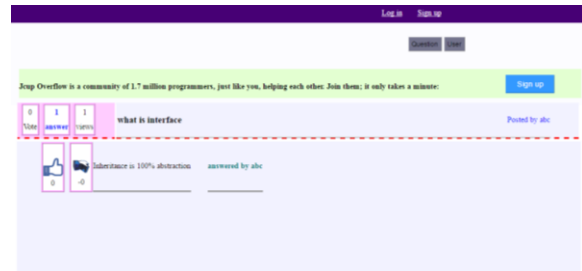 Log in Sign up
Question User
Jcup Overflow is a community of 1.7 million programmers, just like you, helping each other. Join them; it only takes a minute:
Sign up
0 1 1
Vote answer views
what is interface
Posted by abc
Inheritance is 100% abstraction answered by abc
0 -0